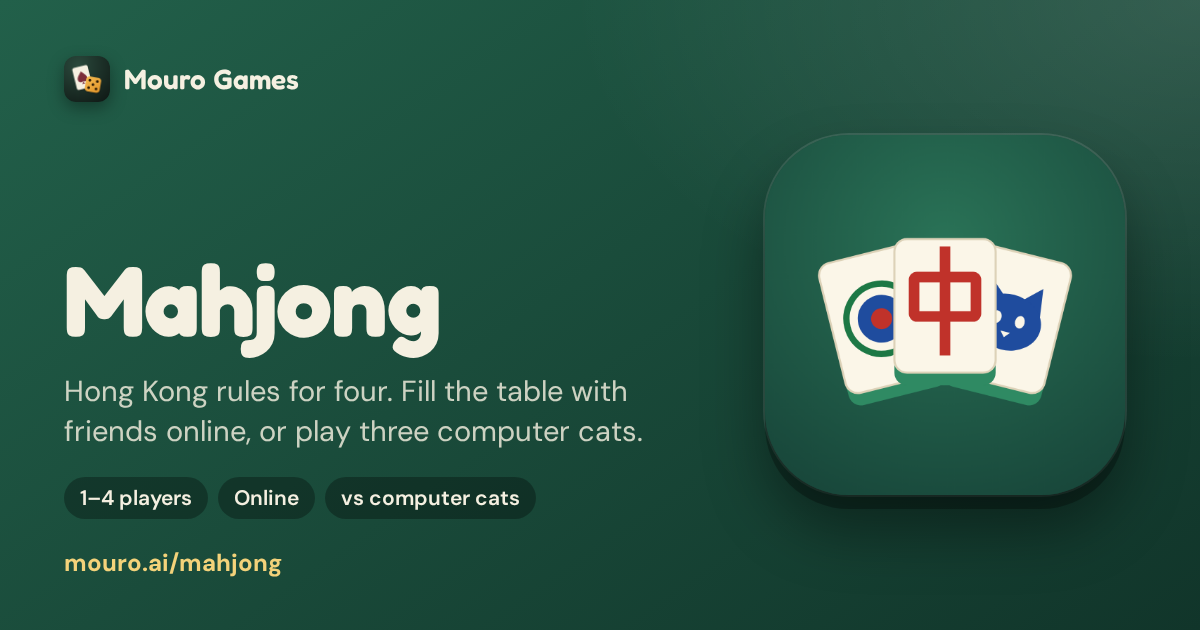 Mouro Games
Mahjong
Hong Kong rules for four. Fill the table with
friends online, or play three computer cats.
1–4 players
Online
vs computer cats
mouro.ai/mahjong
中